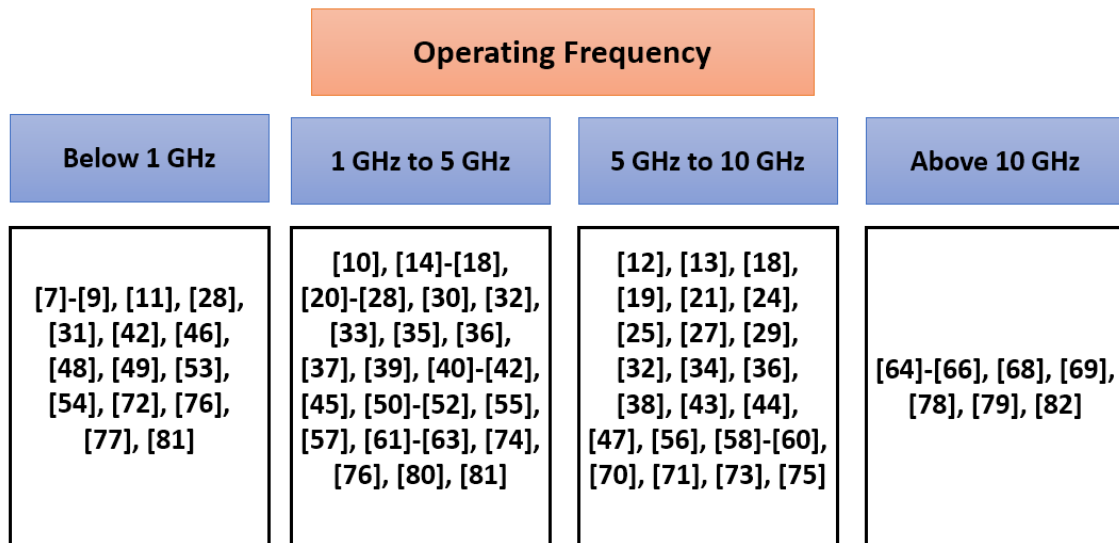 Operating Frequency
Below 1 GHz
1 GHz to 5 GHz
5 GHz to 10 GHz
Above 10 GHz
[7]-[9], [11], [28],
[31], [42], [46],
[48], [49], [53],
[54], [72], [76],
[77], [81]
[10], [14]-[18],
[20]-[28], [30], [32],
[33], [35], [36],
[37], [39], [40]-[42],
[45], [50]-[52], [55],
[57], [61]-[63], [74],
[76], [80], [81]
[12], [13], [18],
[19], [21], [24],
[25], [27], [29],
[32], [34], [36],
[38], [43], [44],
[47], [56], [58]-[60],
[70], [71], [73], [75]
[64]-[66], [68], [69],
[78], [79], [82]